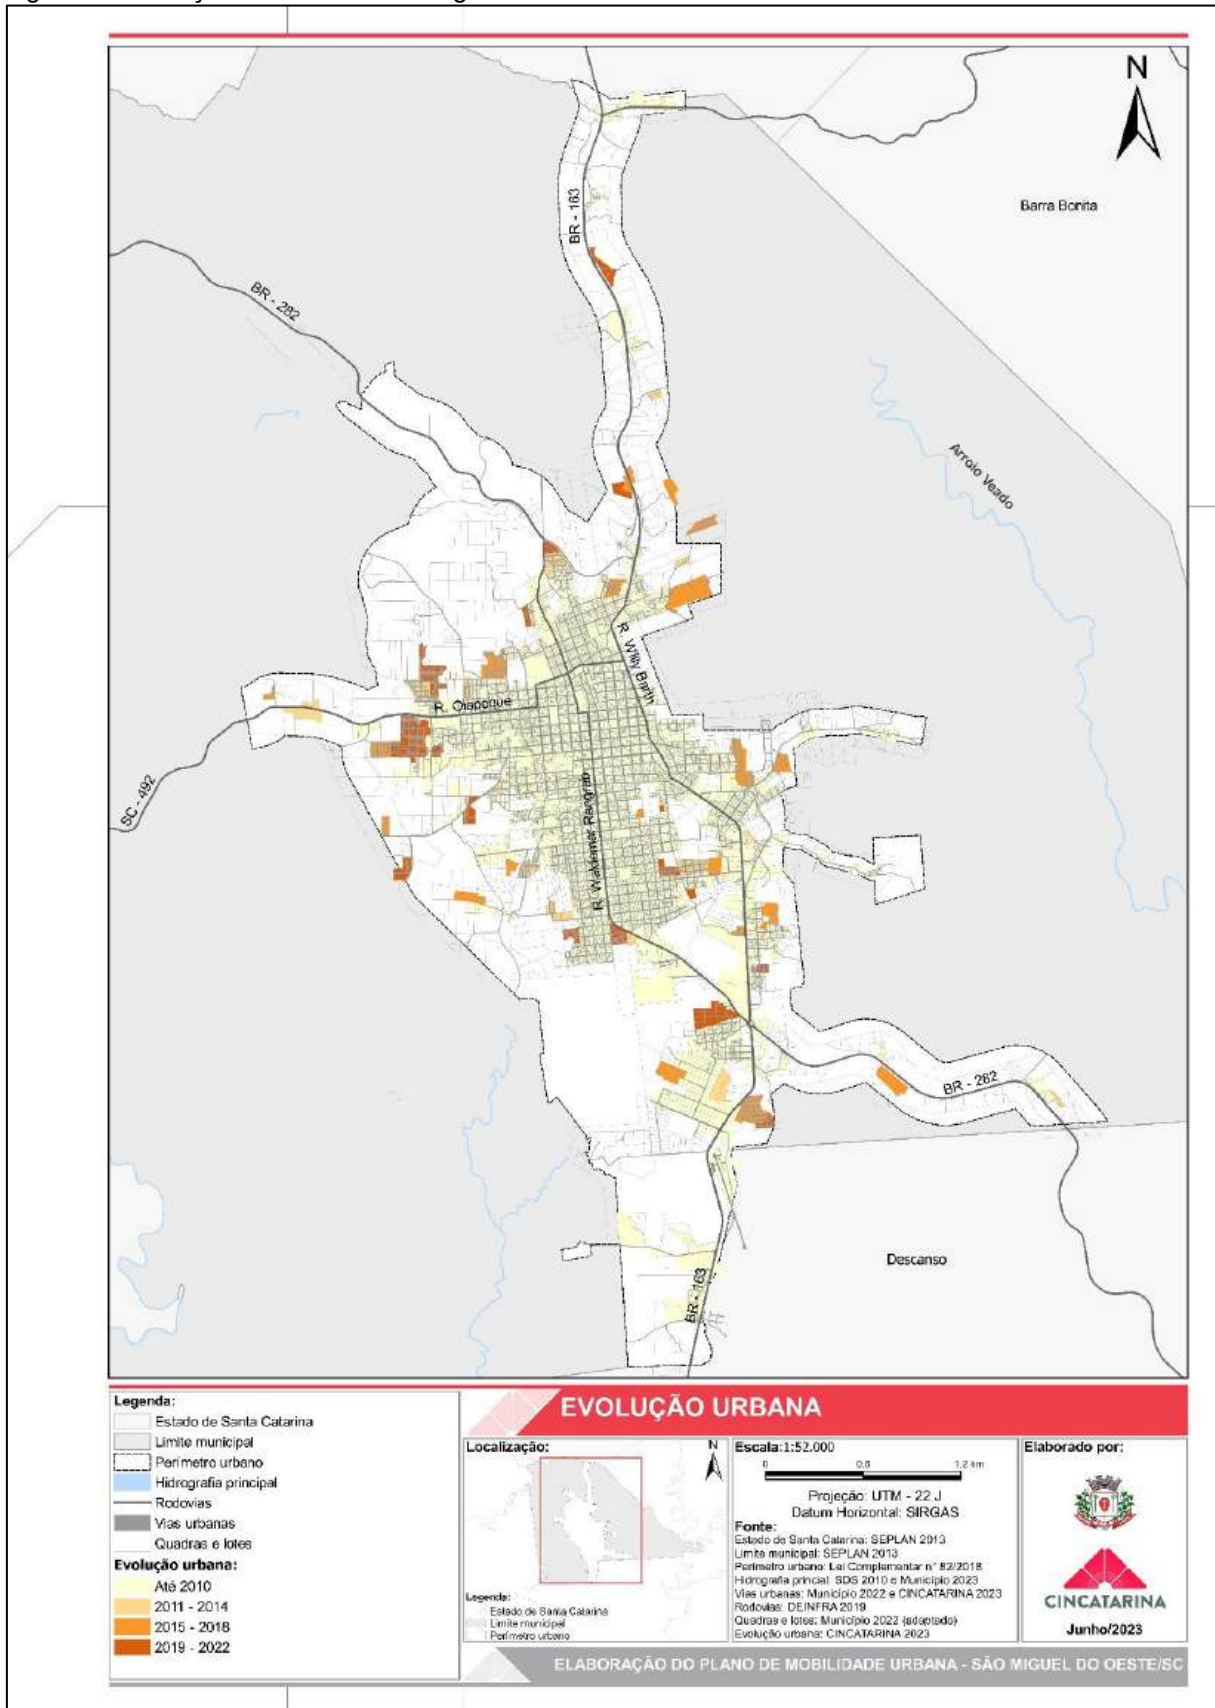 N
Barra Bonita
BR - 163
BR - 282
Arroio Veado
R. Willy Barth
R. Oiapoque
SC - 492
R. Waldemar Rangrab
BR - 282
Descanso
BR - 163
Legenda:
Estado de Santa Catarina
Limite municipal
Perímetro urbano
Hidrografia principal
Rodovias
Vias urbanas
Quadras e lotes
Evolução urbana:
Até 2010
2011 - 2014
2015 - 2018
2019 - 2022
EVOLUÇÃO URBANA
Localização:
N
Legenda:
Estado de Santa Catarina
Limite municipal
Perímetro urbano
Escala:1:52.000
0 0,6 1,2 km
Projeção: UTM - 22 J
Datum Horizontal: SIRGAS
Fonte:
Estado de Santa Catarina: SEPLAN 2013
Limite municipal: SEPLAN 2013
Perímetro urbano: Lei Complementar n° 82/2018
Hidrografia princial: SDS 2010 e Município 2023
Vias urbanas: Município 2022 e CINCATARINA 2023
Rodovias: DEINFRA 2019
Quadras e lotes: Município 2022 (adaptado)
Evolução urbana: CINCATARINA 2023
Elaborado por:
CINCATARINA
Junho/2023
ELABORAÇÃO DO PLANO DE MOBILIDADE URBANA - SÃO MIGUEL DO OESTE/SC